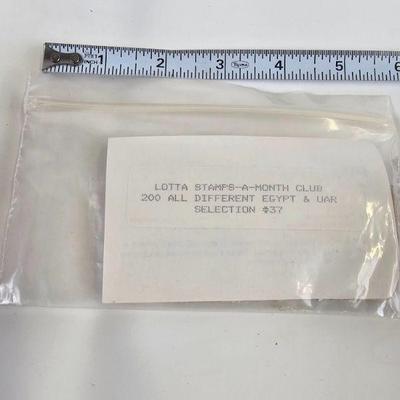 1 2 3 4 5 6
LOTTA STAMPS-A-MONTH CLUB
200 ALL DIFFERENT EGYPT & UAR
SELECTION #37